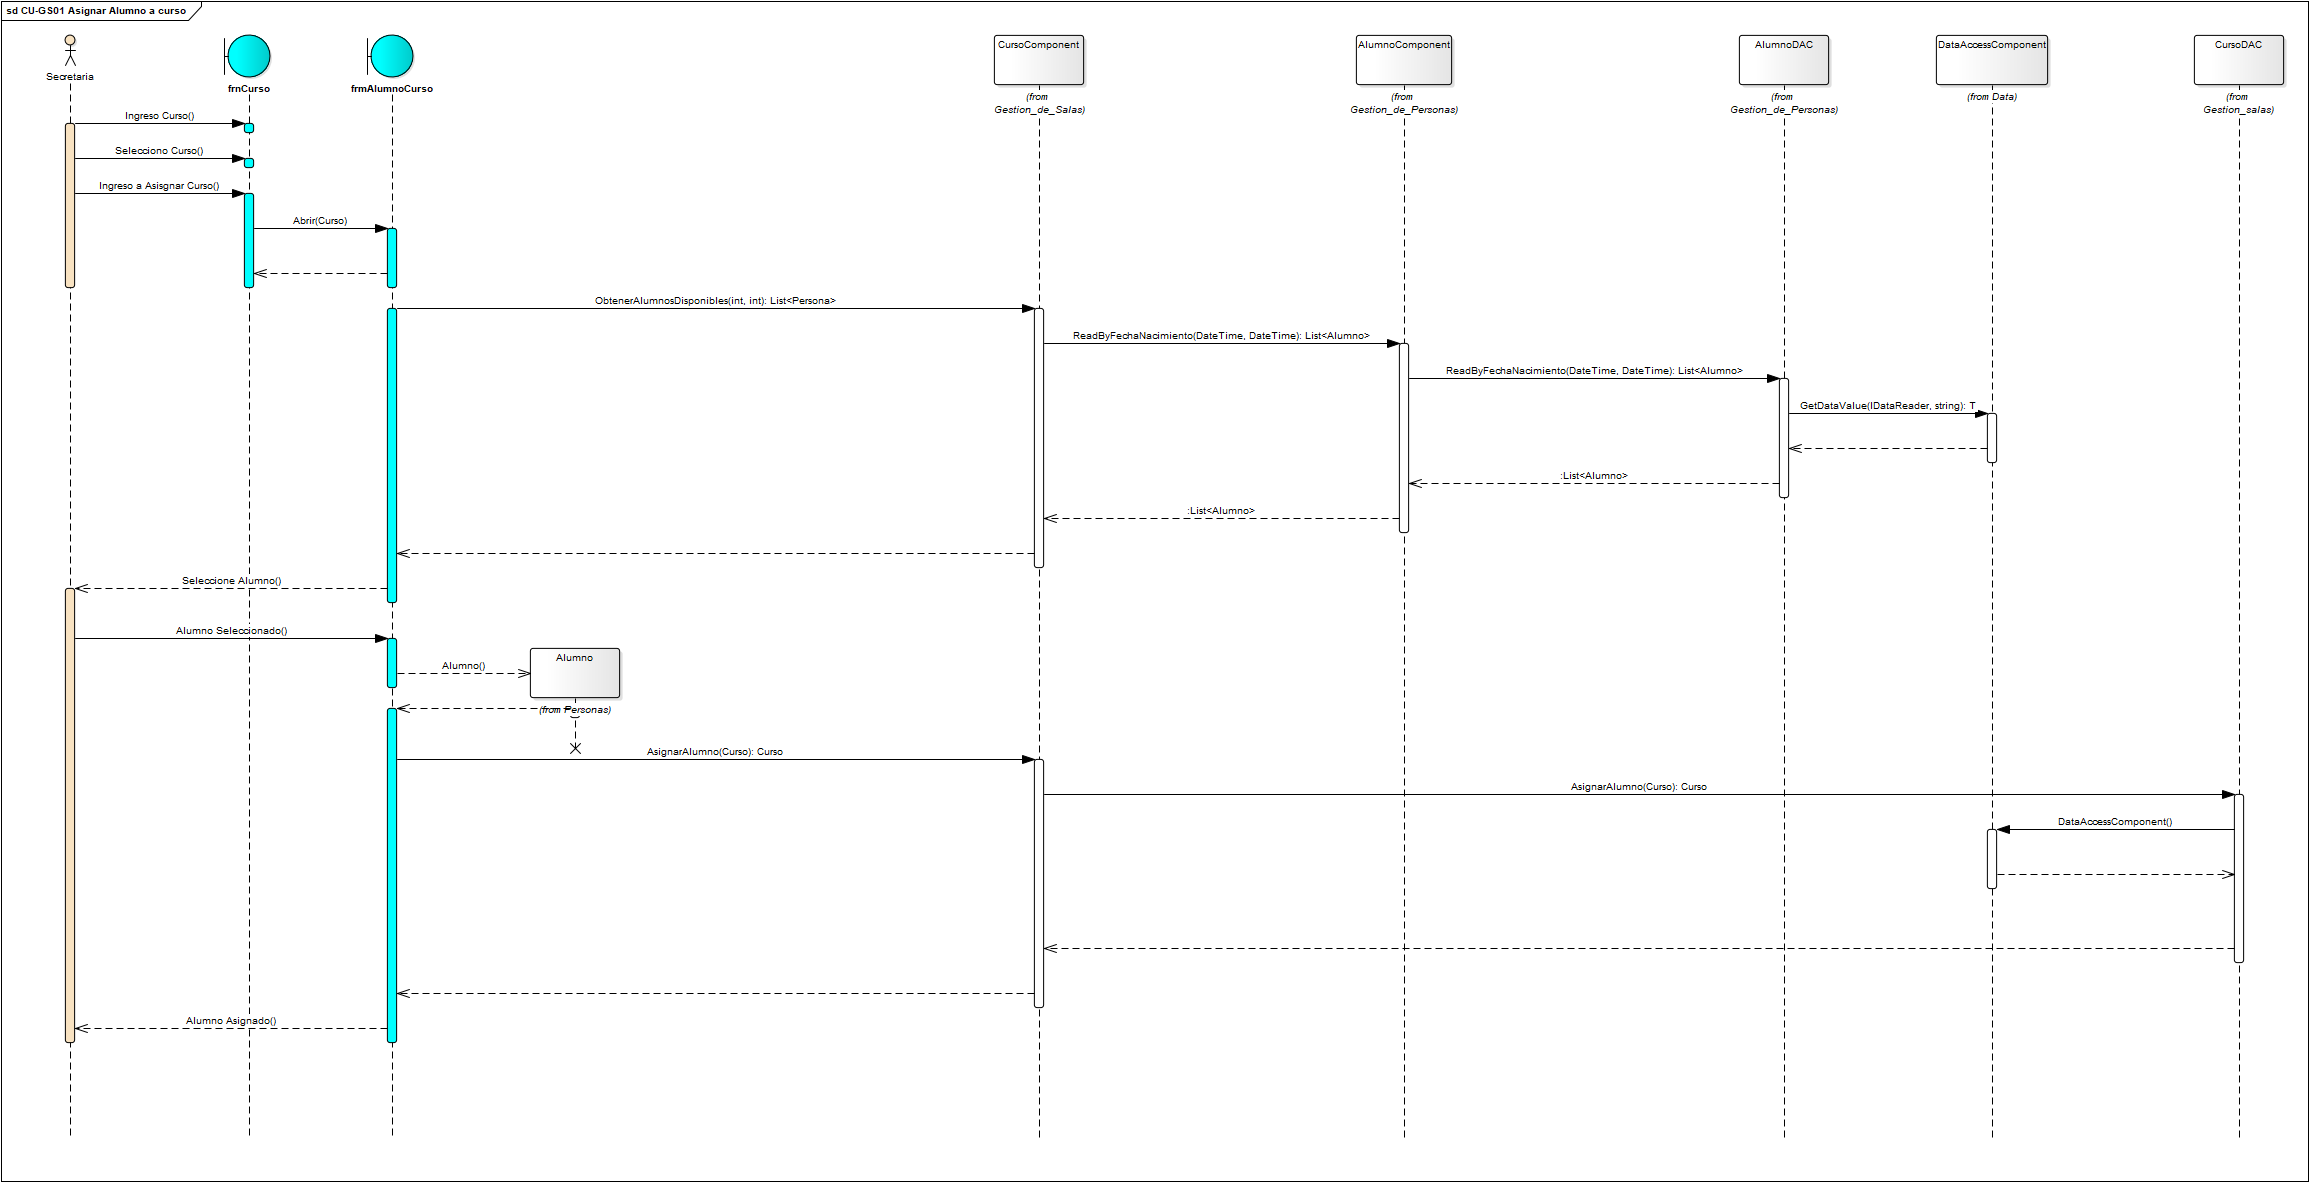 sd CU-GS01 Asignar Alumno a curso
Secretaria
frnCurso
frmAlumnoCurso
CursoComponent
(from
Gestion_de_Salas)
AlumnoComponent
(from
Gestion_de_Personas)
AlumnoDAC
(from
Gestion_de_Personas)
DataAccessComponent
(from Data)
CursoDAC
(from
Gestion_salas)
Ingreso Curso()
Selecciono Curso()
Ingreso a Asisgnar Curso()
Abrir(Curso)
ObtenerAlumnosDisponibles(int, int): List<Persona>
ReadByFechaNacimiento(DateTime, DateTime): List<Alumno>
ReadByFechaNacimiento(DateTime, DateTime): List<Alumno>
GetDataValue(IDataReader, string): T
:List<Alumno>
:List<Alumno>
Seleccione Alumno()
Alumno Seleccionado()
Alumno()
Alumno
(from Personas)
AsignarAlumno(Curso): Curso
AsignarAlumno(Curso): Curso
DataAccessComponent()
Alumno Asignado()